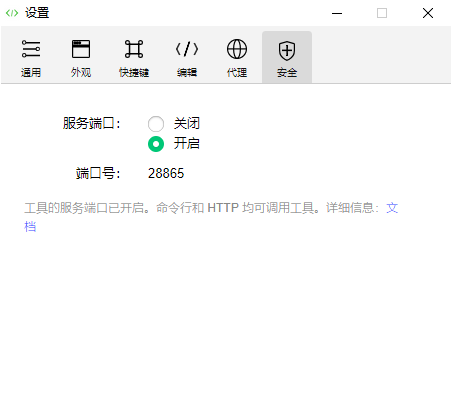 设置
通用 外观 快捷键 编辑 代理 安全
服务端口： 关闭
开启
端口号： 28865
工具的服务端口已开启。命令行和 HTTP 均可调用工具。详细信息：文
档